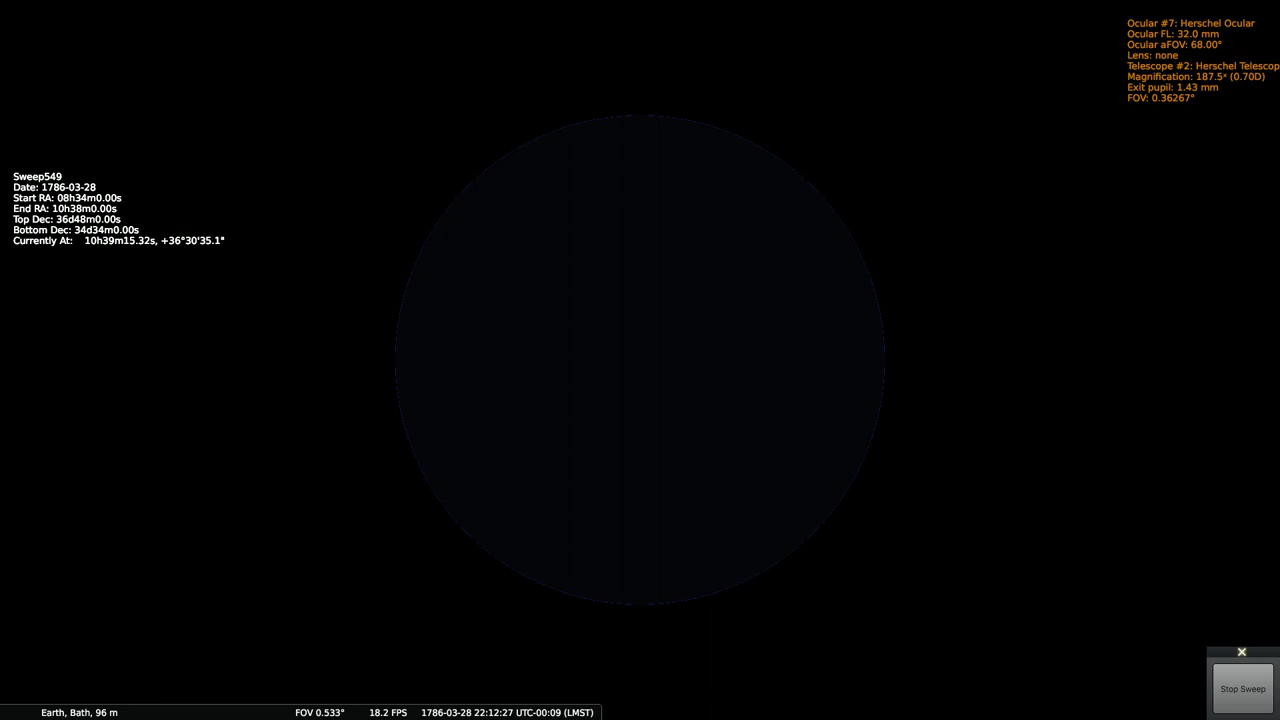 Ocular #7: Herschel Ocular
Ocular FL: 32.0 mm
Ocular aFOV: 68.00°
Lens: none
Telescope #2: Herschel Telescop
Magnification: 187.5ˣ (0.70D)
Exit pupil: 1.43 mm
FOV: 0.36267°
Sweep549
Date: 1786-03-28
Start RA: 08h34m0.00s
End RA: 10h38m0.00s
Top Dec: 36d48m0.00s
Bottom Dec: 34d34m0.00s
Currently At: 10h39m15.32s, +36°30'35.1"
Stop Sweep
Earth, Bath, 96 m FOV 0.533° 18.2 FPS 1786-03-28 22:12:27 UTC-00:09 (LMST)